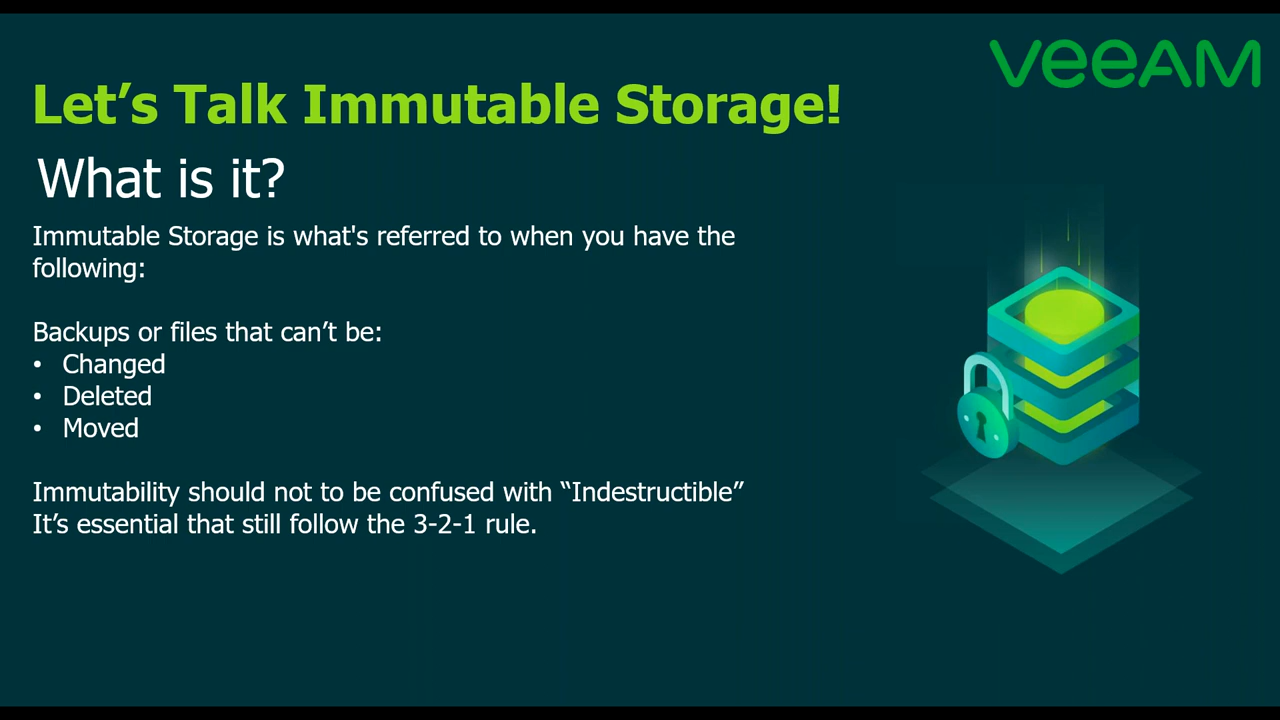 veeAM
Let’s Talk Immutable Storage!
What is it?
Immutable Storage is what's referred to when you have the
following:
Backups or files that can’t be:
• Changed
• Deleted
• Moved
Immutability should not to be confused with “Indestructible”
It’s essential that still follow the 3-2-1 rule.